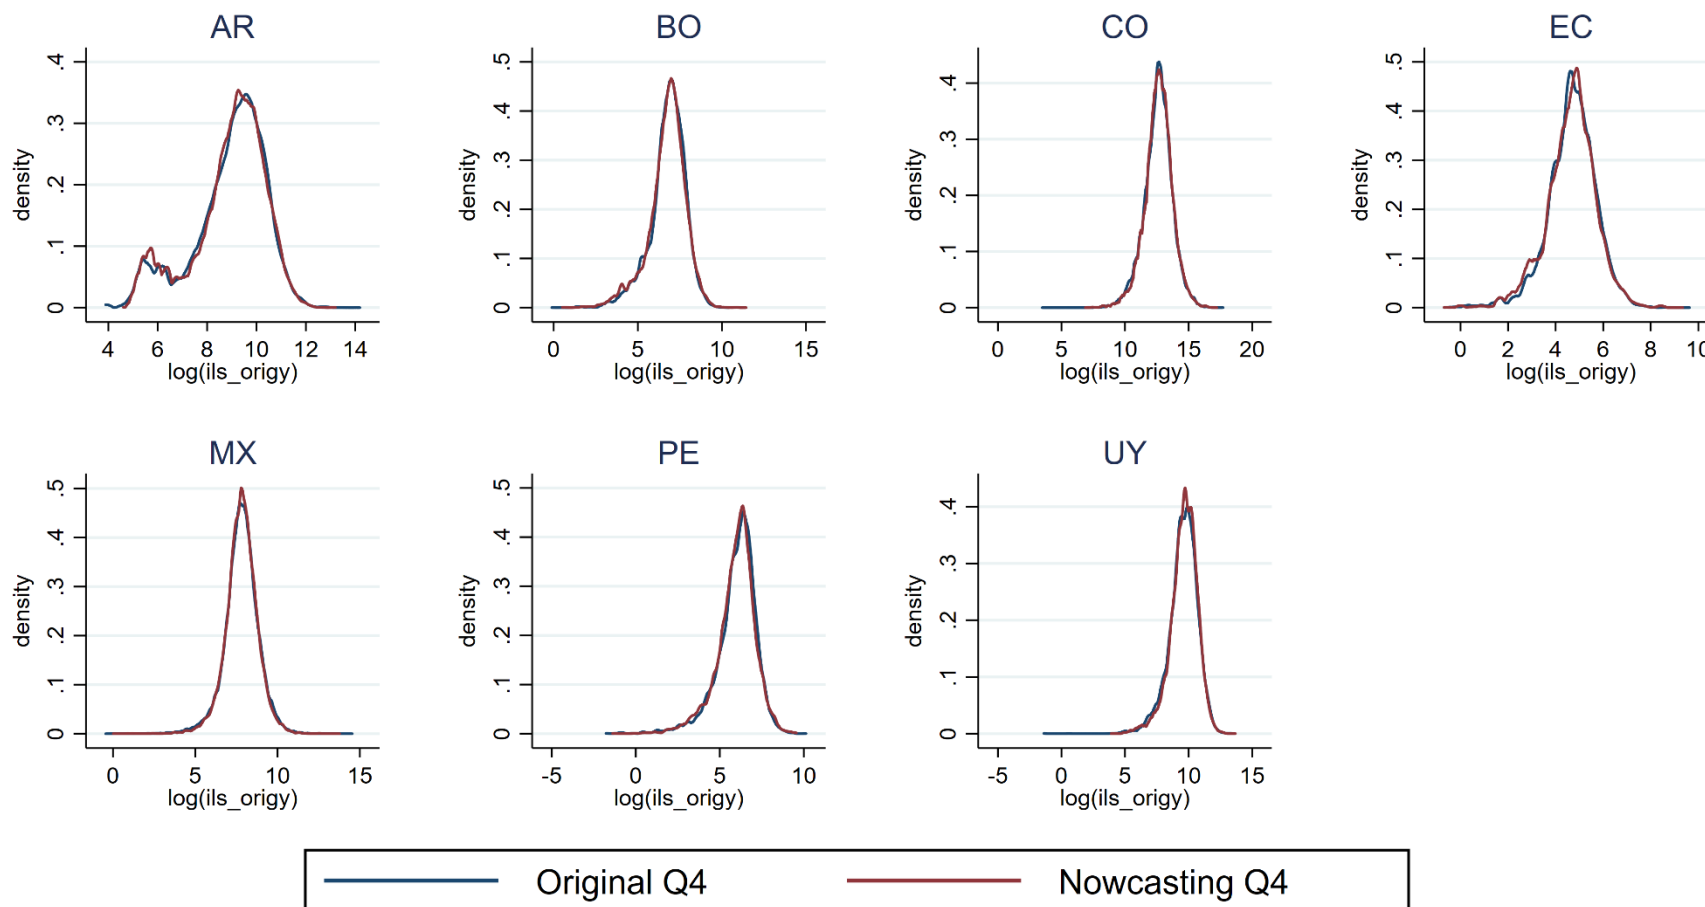 AR
BO
CO
EC
density
0 .1 .2 .3 .4
4 6 8 10 12 14
log(ils_origy)
density
0 .1 .2 .3 .4 .5
0 5 10 15
log(ils_origy)
density
0 .1 .2 .3 .4
0 5 10 15 20
log(ils_origy)
density
0 .1 .2 .3 .4 .5
0 2 4 6 8 10
log(ils_origy)
MX
PE
UY
density
0 .1 .2 .3 .4 .5
0 5 10 15
log(ils_origy)
density
0 .1 .2 .3 .4 .5
-5 0 5 10
log(ils_origy)
density
0 .1 .2 .3 .4
-5 0 5 10 15
log(ils_origy)
Original Q4
Nowcasting Q4